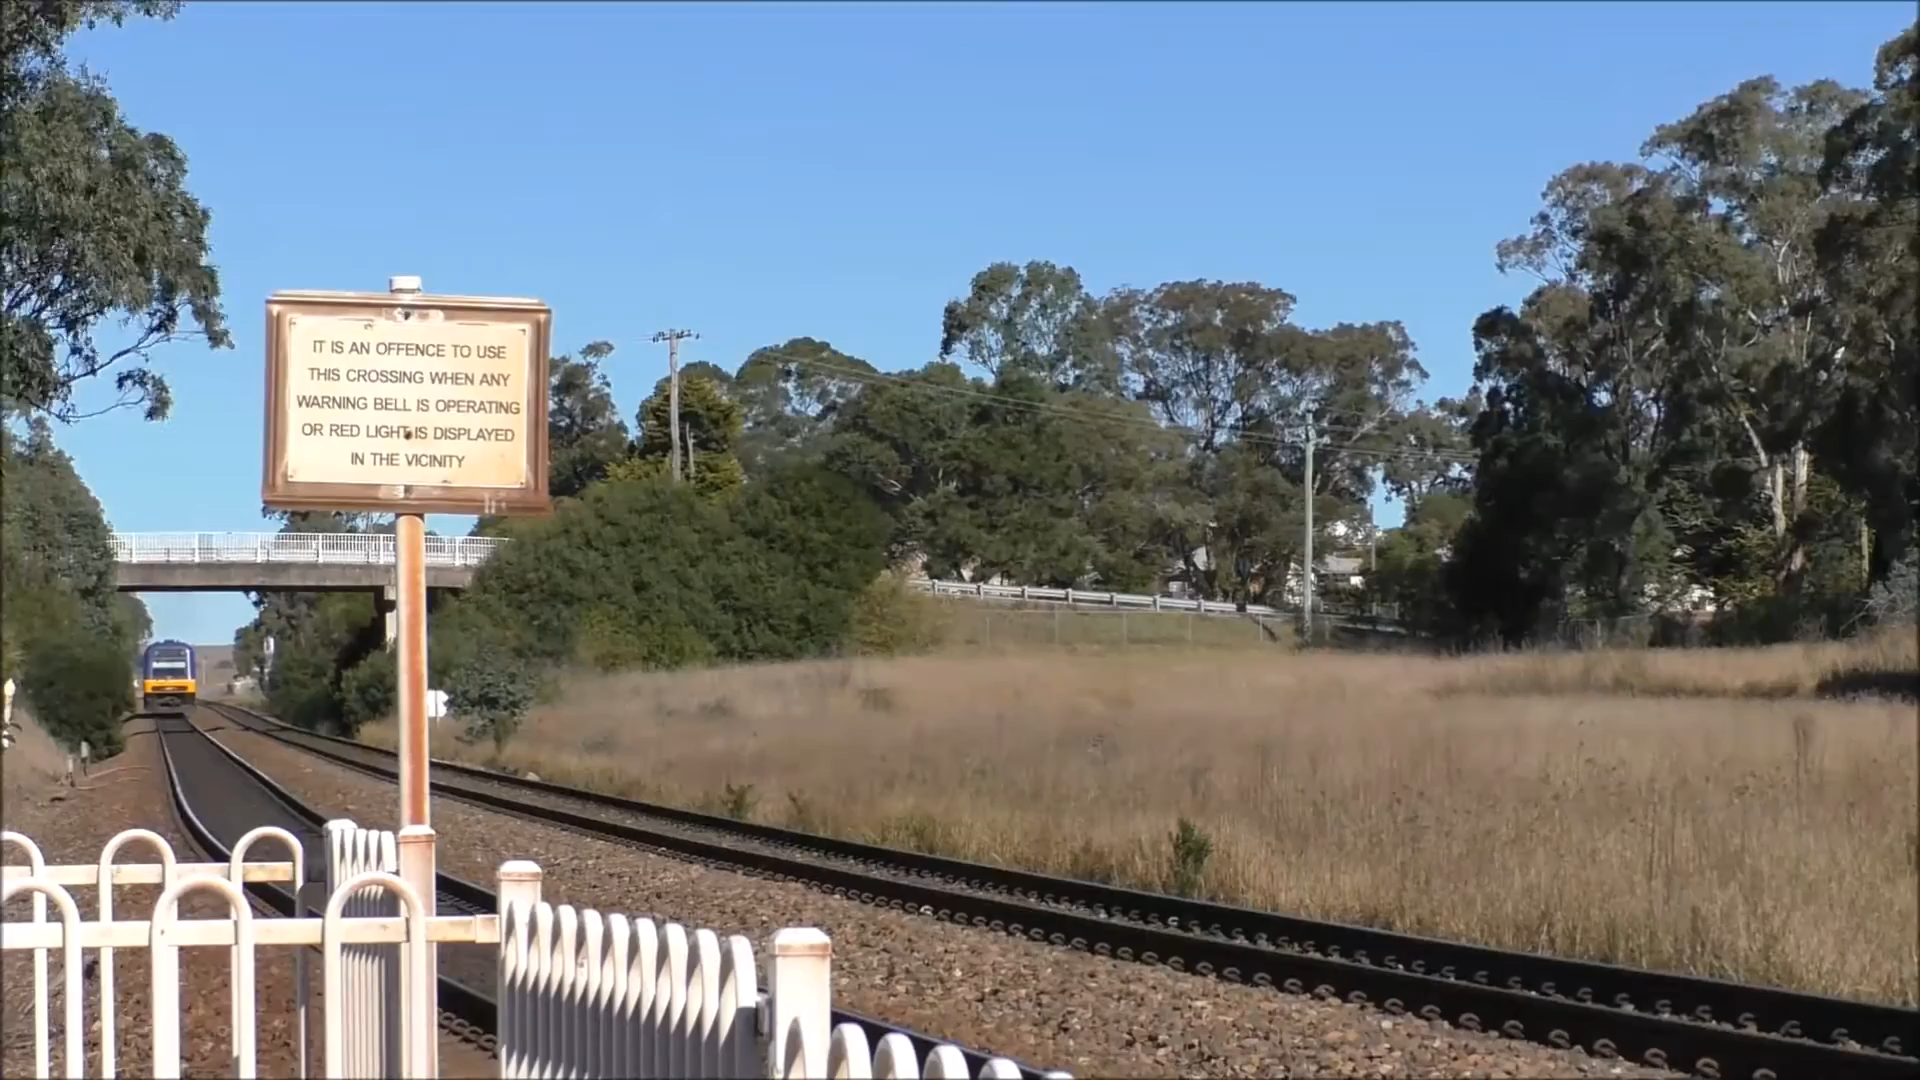 IT IS AN OFFENCE TO USE
THIS CROSSING WHEN ANY
WARNING BELL IS OPERATING
OR RED LIGHT IS DISPLAYED
IN THE VICINITY